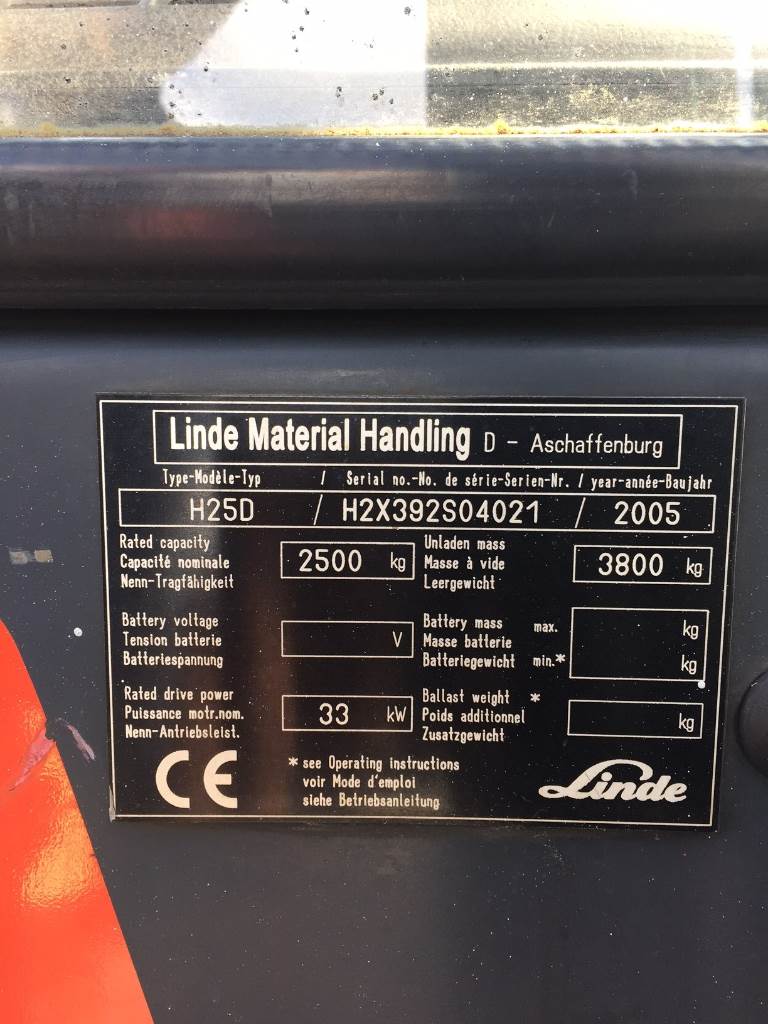 Linde Material Handling D - Aschaffenburg
Type-Modèle-Typ / Serial no.-No. de série-Serien-Nr. / year-année-Baujahr
H25D / H2X392S04021 / 2005
Rated capacity
Capacité nominale
Nenn-Tragfähigkeit
2500 kg
Unladen mass
Masse à vide
Leergewicht
3800 kg
Battery voltage
Tension batterie
Batteriespannung
V
Battery mass max.
Masse batterie
Batteriegewicht min.*
kg
kg
Rated drive power
Puissance motr.nom.
Nenn-Antriebsleist.
33 kW
Ballast weight *
Poids additionnel
Zusatzgewicht
kg
CE
* see Operating instructions
voir Mode d'emploi
siehe Betriebsanleitung
Linde